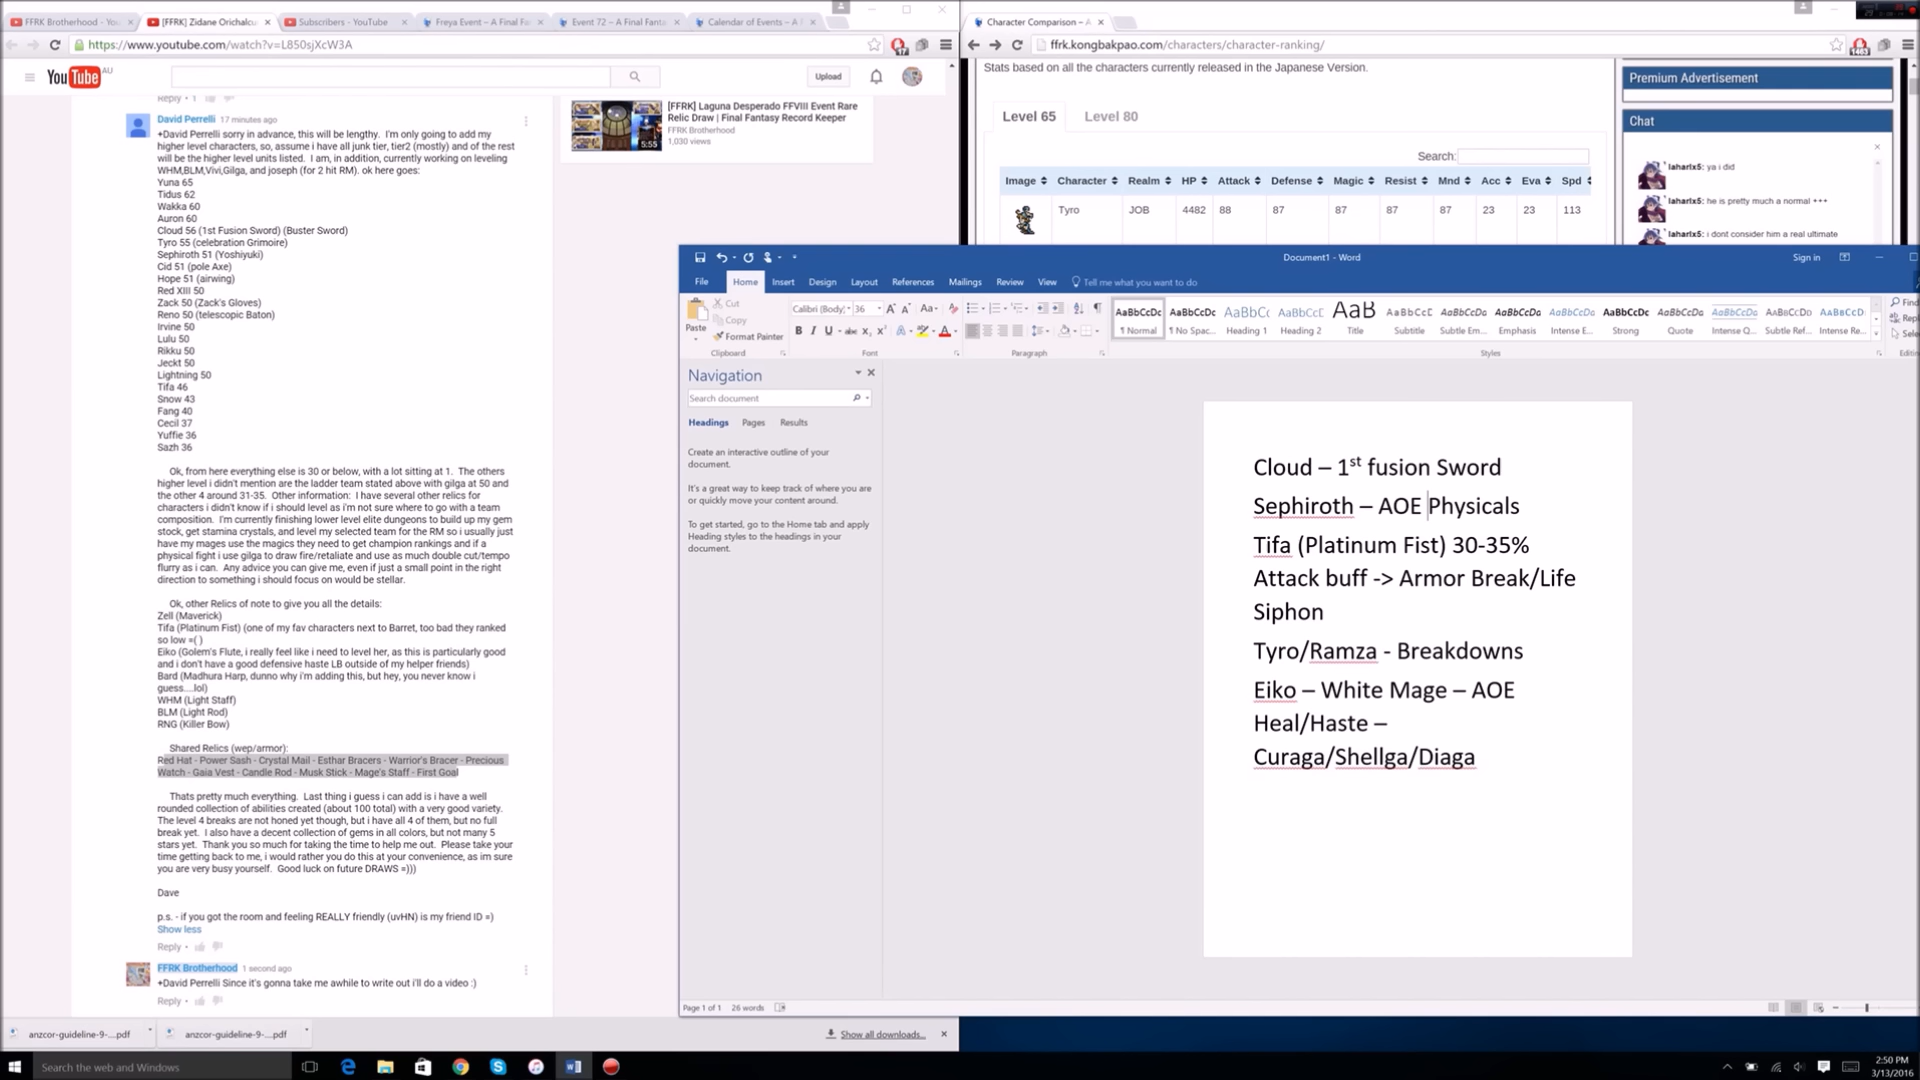 FFRK Brotherhood - You
[FFRK] Zidane Orichalcu
Subscribers - YouTube
Freya Event – A Final Fa
Event 72 – A Final Fanta
Calendar of Events – A
Character Comparison – A
https://www.youtube.com/watch?v=L850sjXcW3A
ffrk.kongbakpao.com/characters/character-ranking/
YouTube AU
Upload
Reply • 1
David Perrelli 17 minutes ago
+David Perrelli sorry in advance, this will be lengthy. I'm only going to add my
higher level characters, so, assume i have all junk tier, tier2 (mostly) and of the rest
will be the higher level units listed. I am, in addition, currently working on leveling
WHM,BLM,Vivi,Gilga, and joseph (for 2 hit RM). ok here goes:
Yuna 65
Tidus 62
Wakka 60
Auron 60
Cloud 56 (1st Fusion Sword) (Buster Sword)
Tyro 55 (celebration Grimoire)
Sephiroth 51 (Yoshiyuki)
Cid 51 (pole Axe)
Hope 51 (airwing)
Red XIII 50
Zack 50 (Zack's Gloves)
Reno 50 (telescopic Baton)
Irvine 50
Lulu 50
Rikku 50
Jeckt 50
Lightning 50
Tifa 46
Snow 43
Fang 40
Cecil 37
Yuffie 36
Sazh 36
Ok, from here everything else is 30 or below, with a lot sitting at 1. The others
higher level i didn't mention are the ladder team stated above with gilga at 50 and
the other 4 around 31-35. Other information: I have several other relics for
characters i didn't know if i should level as i'm not sure where to go with a team
composition. I'm currently finishing lower level elite dungeons to build up my gem
stock, get stamina crystals, and level my selected team for the RM so i usually just
have my mages use the magics they need to get champion rankings and if a
physical fight i use gilga to draw fire/retaliate and use as much double cut/tempo
flurry as i can. Any advice you can give me, even if just a small point in the right
direction to something i should focus on would be stellar.
Ok, other Relics of note to give you all the details:
Zell (Maverick)
Tifa (Platinum Fist) (one of my fav characters next to Barret, too bad they ranked
so low =( )
Eiko (Golem's Flute, i really feel like i need to level her, as this is particularly good
and i don't have a good defensive haste LB outside of my helper friends)
Bard (Madhura Harp, dunno why i'm adding this, but hey, you never know i
guess....lol)
WHM (Light Staff)
BLM (Light Rod)
RNG (Killer Bow)
Shared Relics (wep/armor):
Red Hat - Power Sash - Crystal Mail - Esthar Bracers - Warrior's Bracer - Precious
Watch - Gaia Vest - Candle Rod - Musk Stick - Mage's Staff - First Goal
Thats pretty much everything. Last thing i guess i can add is i have a well
rounded collection of abilities created (about 100 total) with a very good variety.
The level 4 breaks are not honed yet though, but i have all 4 of them, but no full
break yet. I also have a decent collection of gems in all colors, but not many 5
stars yet. Thank you so much for taking the time to help me out. Please take your
time getting back to me, i would rather you do this at your convenience, as im sure
you are very busy yourself. Good luck on future DRAWS =)))
Dave
p.s. - if you got the room and feeling REALLY friendly (uvHN) is my friend ID =)
Show less
Reply •
FFRK Brotherhood 1 second ago
+David Perrelli Since it's gonna take me awhile to write out i'll do a video :)
Reply •
[FFRK] Laguna Desperado FFVIII Event Rare
Relic Draw | Final Fantasy Record Keeper
FFRK Brotherhood
1,030 views
5:55
Stats based on all the characters currently released in the Japanese Version.
Level 65 Level 80
Search:
Image Character Realm HP Attack Defense Magic Resist Mnd Acc Eva Spd
Tyro JOB 4482 88 87 87 87 87 23 23 113
Premium Advertisement
Chat
laharlx5: ya i did
laharlx5: he is pretty much a normal +++
laharlx5: i dont consider him a real ultimate
Document1 - Word
Sign in
File Home Insert Design Layout References Mailings Review View Tell me what you want to do
Paste
Cut
Copy
Format Painter
Clipboard
Calibri (Body) 36
Font
Paragraph
AaBbCcDc AaBbCcDc AaBbCc AaBbCcE AaB AaBbCcC AaBbCcDc AaBbCcDc AaBbCcDc AaBbCcDc AaBbCcDc AaBbCcDc AaBbCcDc AaBbCcD
¶ Normal ¶ No Spac... Heading 1 Heading 2 Title Subtitle Subtle Em... Emphasis Intense E... Strong Quote Intense Q... Subtle Ref... Intense Re...
Styles
Find
Repl
Sele
Editin
Navigation
Search document
Headings Pages Results
Create an interactive outline of your
document.
It's a great way to keep track of where you are
or quickly move your content around.
To get started, go to the Home tab and apply
Heading styles to the headings in your
document.
Cloud – 1st fusion Sword
Sephiroth – AOE Physicals
Tifa (Platinum Fist) 30-35%
Attack buff -> Armor Break/Life
Siphon
Tyro/Ramza - Breakdowns
Eiko – White Mage – AOE
Heal/Haste –
Curaga/Shellga/Diaga
Page 1 of 1 26 words
anzcor-guideline-9-....pdf
anzcor-guideline-9-....pdf
Show all downloads...
Search the web and Windows
2:50 PM
3/13/2016